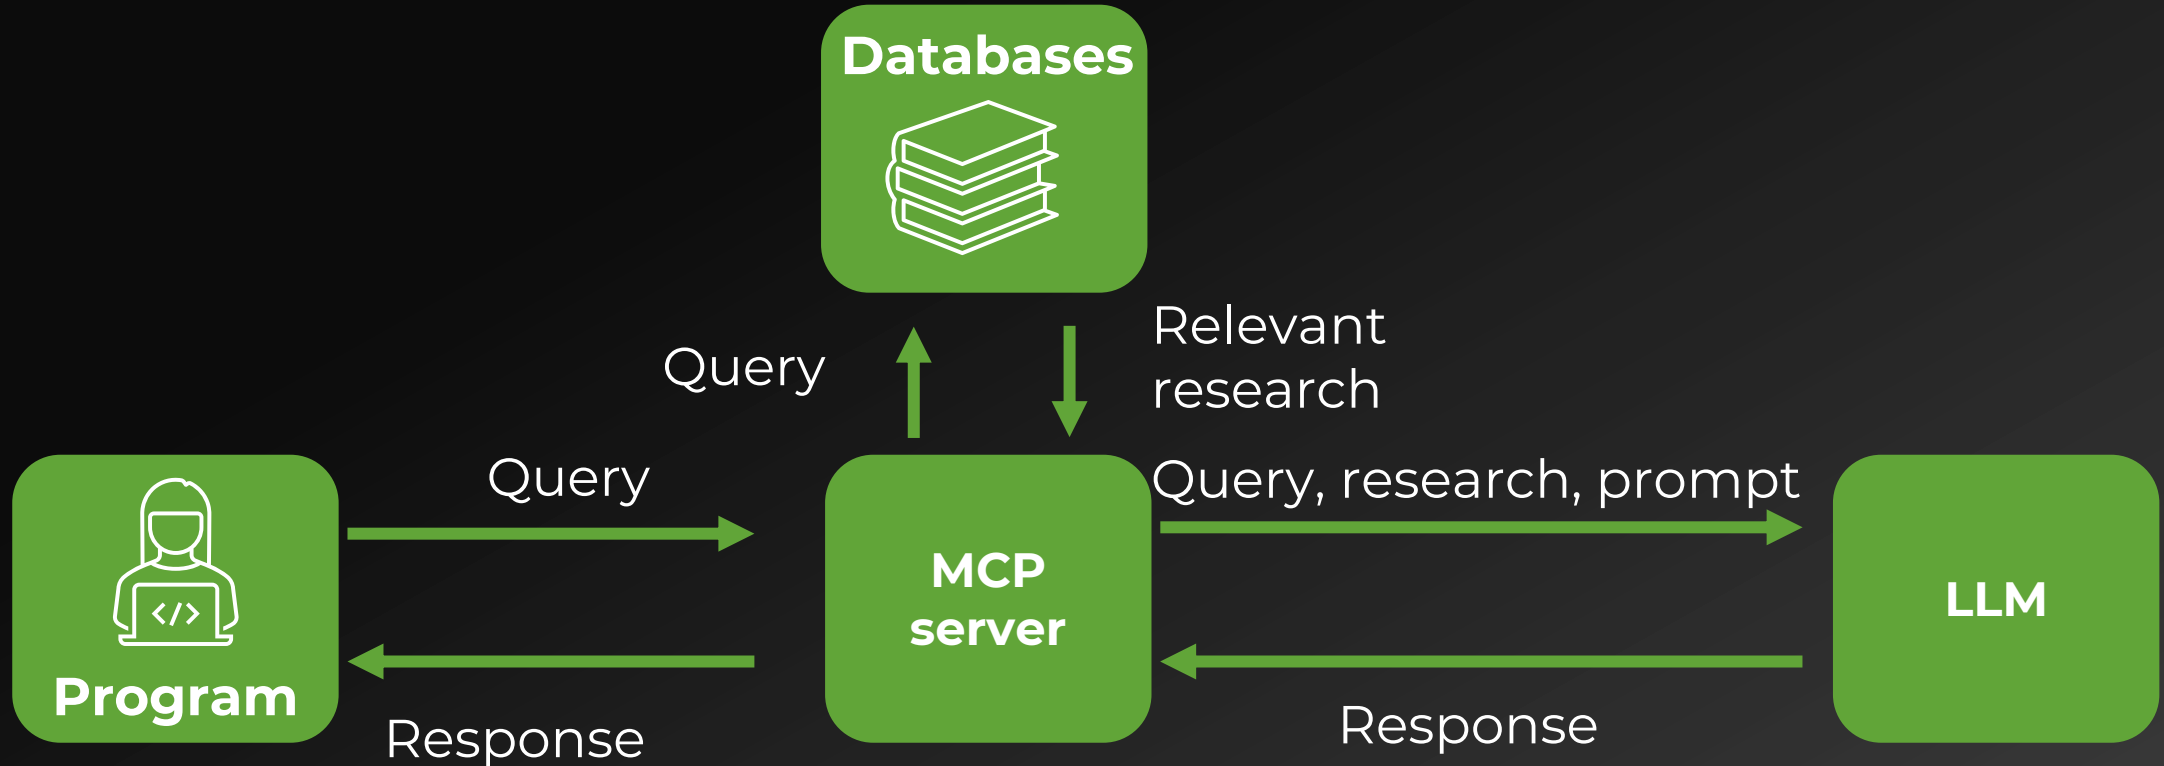 Databases
Query
Relevant
research
Query
Query, research, prompt
MCP
server
LLM
</>
Program
Response
Response